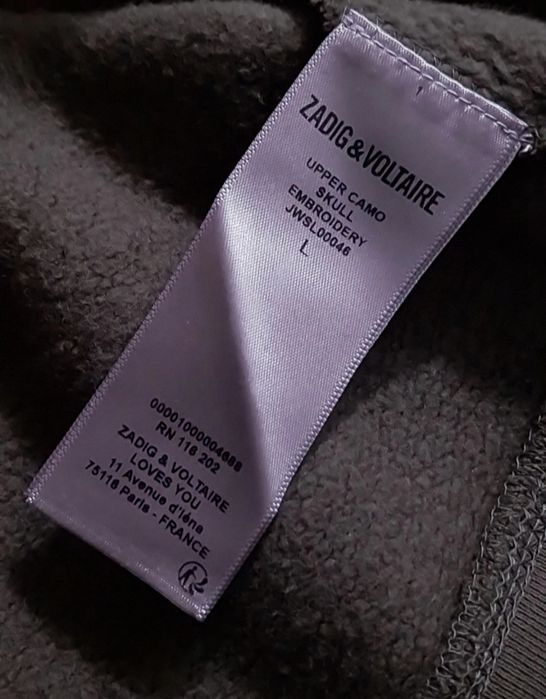 ZADIG&VOLTAIRE
UPPER CAMO
SKULL
EMBROIDERY
JWSL00046
L
00001000004688
RN 116 202
ZADIG & VOLTAIRE
LOVES YOU
11 Avenue d'Iéna
75116 Paris - FRANCE